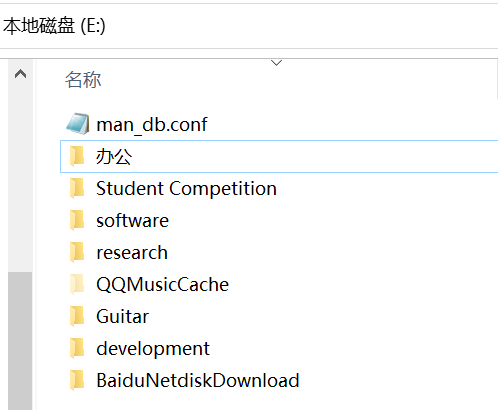 本地磁盘 (E:)
名称
man_db.conf
办公
Student Competition
software
research
QQMusicCache
Guitar
development
BaiduNetdiskDownload